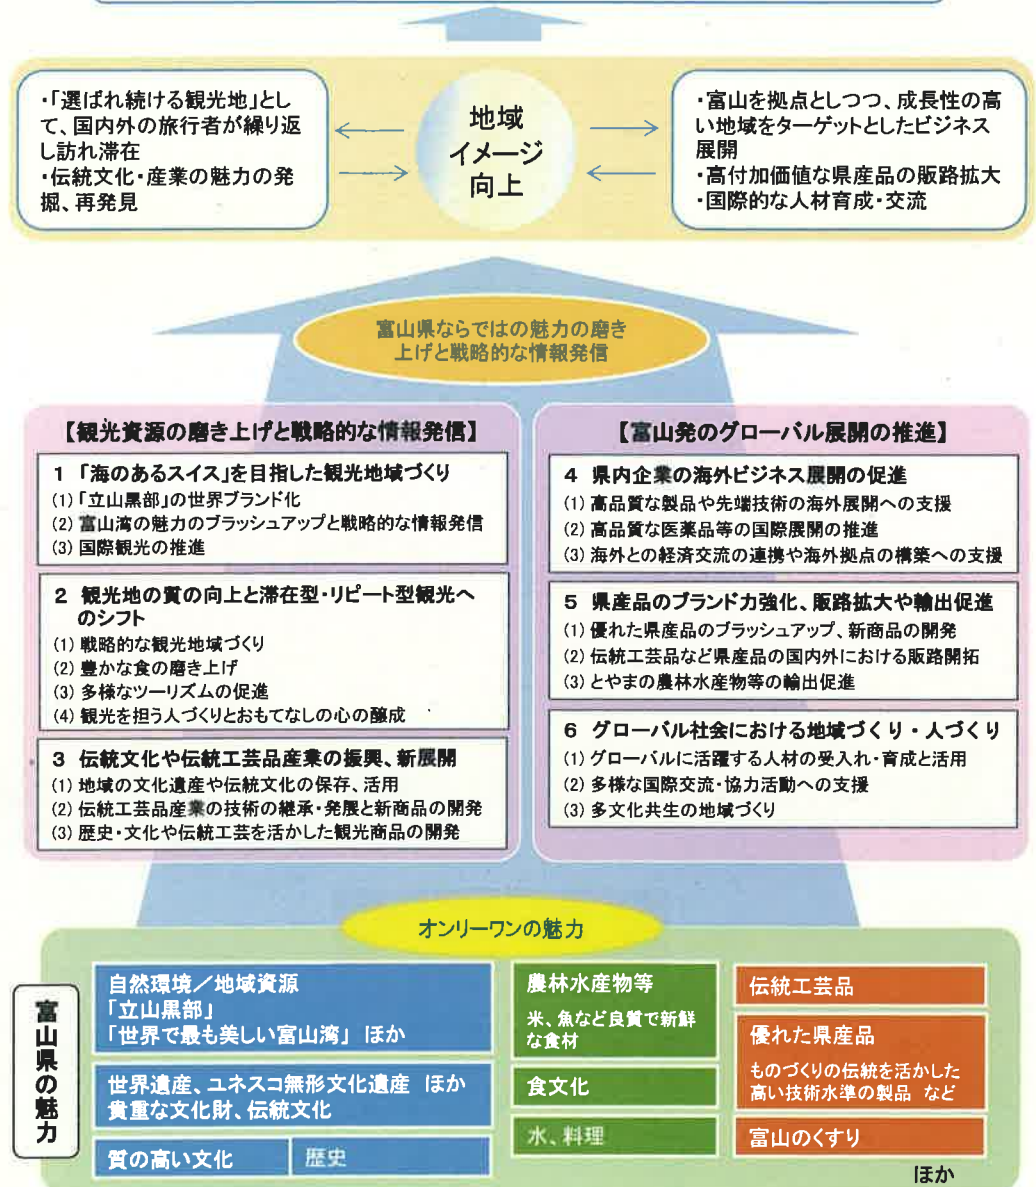 ・「選ばれ続ける観光地」とし
て、国内外の旅行者が繰り返
し訪れ滞在
・伝統文化・産業の魅力の発
掘、再発見
地域
イメージ
向上
・富山を拠点としつつ、成長性の高
い地域をターゲットとしたビジネス
展開
・高付加価値な県産品の販路拡大
・国際的な人材育成・交流
富山県ならではの魅力の磨き
上げと戦略的な情報発信
【観光資源の磨き上げと戦略的な情報発信】
1 「海のあるスイス」を目指した観光地域づくり
(1) 「立山黒部」の世界ブランド化
(2) 富山湾の魅力のブラッシュアップと戦略的な情報発信
(3) 国際観光の推進
2 観光地の質の向上と滞在型・リピート型観光へ
のシフト
(1) 戦略的な観光地域づくり
(2) 豊かな食の磨き上げ
(3) 多様なツーリズムの促進
(4) 観光を担う人づくりとおもてなしの心の醸成
3 伝統文化や伝統工芸品産業の振興、新展開
(1) 地域の文化遺産や伝統文化の保存、活用
(2) 伝統工芸品産業の技術の継承・発展と新商品の開発
(3) 歴史・文化や伝統工芸を活かした観光商品の開発
【富山発のグローバル展開の推進】
4 県内企業の海外ビジネス展開の促進
(1) 高品質な製品や先端技術の海外展開への支援
(2) 高品質な医薬品等の国際展開の推進
(3) 海外との経済交流の連携や海外拠点の構築への支援
5 県産品のブランド力強化、販路拡大や輸出促進
(1) 優れた県産品のブラッシュアップ、新商品の開発
(2) 伝統工芸品など県産品の国内外における販路開拓
(3) とやまの農林水産物等の輸出促進
6 グローバル社会における地域づくり・人づくり
(1) グローバルに活躍する人材の受入れ・育成と活用
(2) 多様な国際交流・協力活動への支援
(3) 多文化共生の地域づくり
オンリーワンの魅力
富山県の魅力
自然環境／地域資源
「立山黒部」
「世界で最も美しい富山湾」 ほか
世界遺産、ユネスコ無形文化遺産 ほか
貴重な文化財、伝統文化
質の高い文化
歴史
農林水産物等
米、魚など良質で新鮮
な食材
食文化
水、料理
伝統工芸品
優れた県産品
ものづくりの伝統を活かした
高い技術水準の製品 など
富山のくすり
ほか